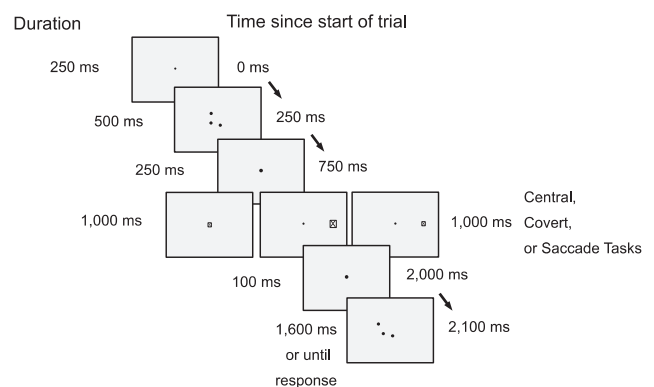 Duration
Time since start of trial
250 ms
0 ms
500 ms
250 ms
250 ms
750 ms
1,000 ms
1,000 ms
Central,
Covert,
or Saccade Tasks
100 ms
2,000 ms
1,600 ms
or until
response
2,100 ms